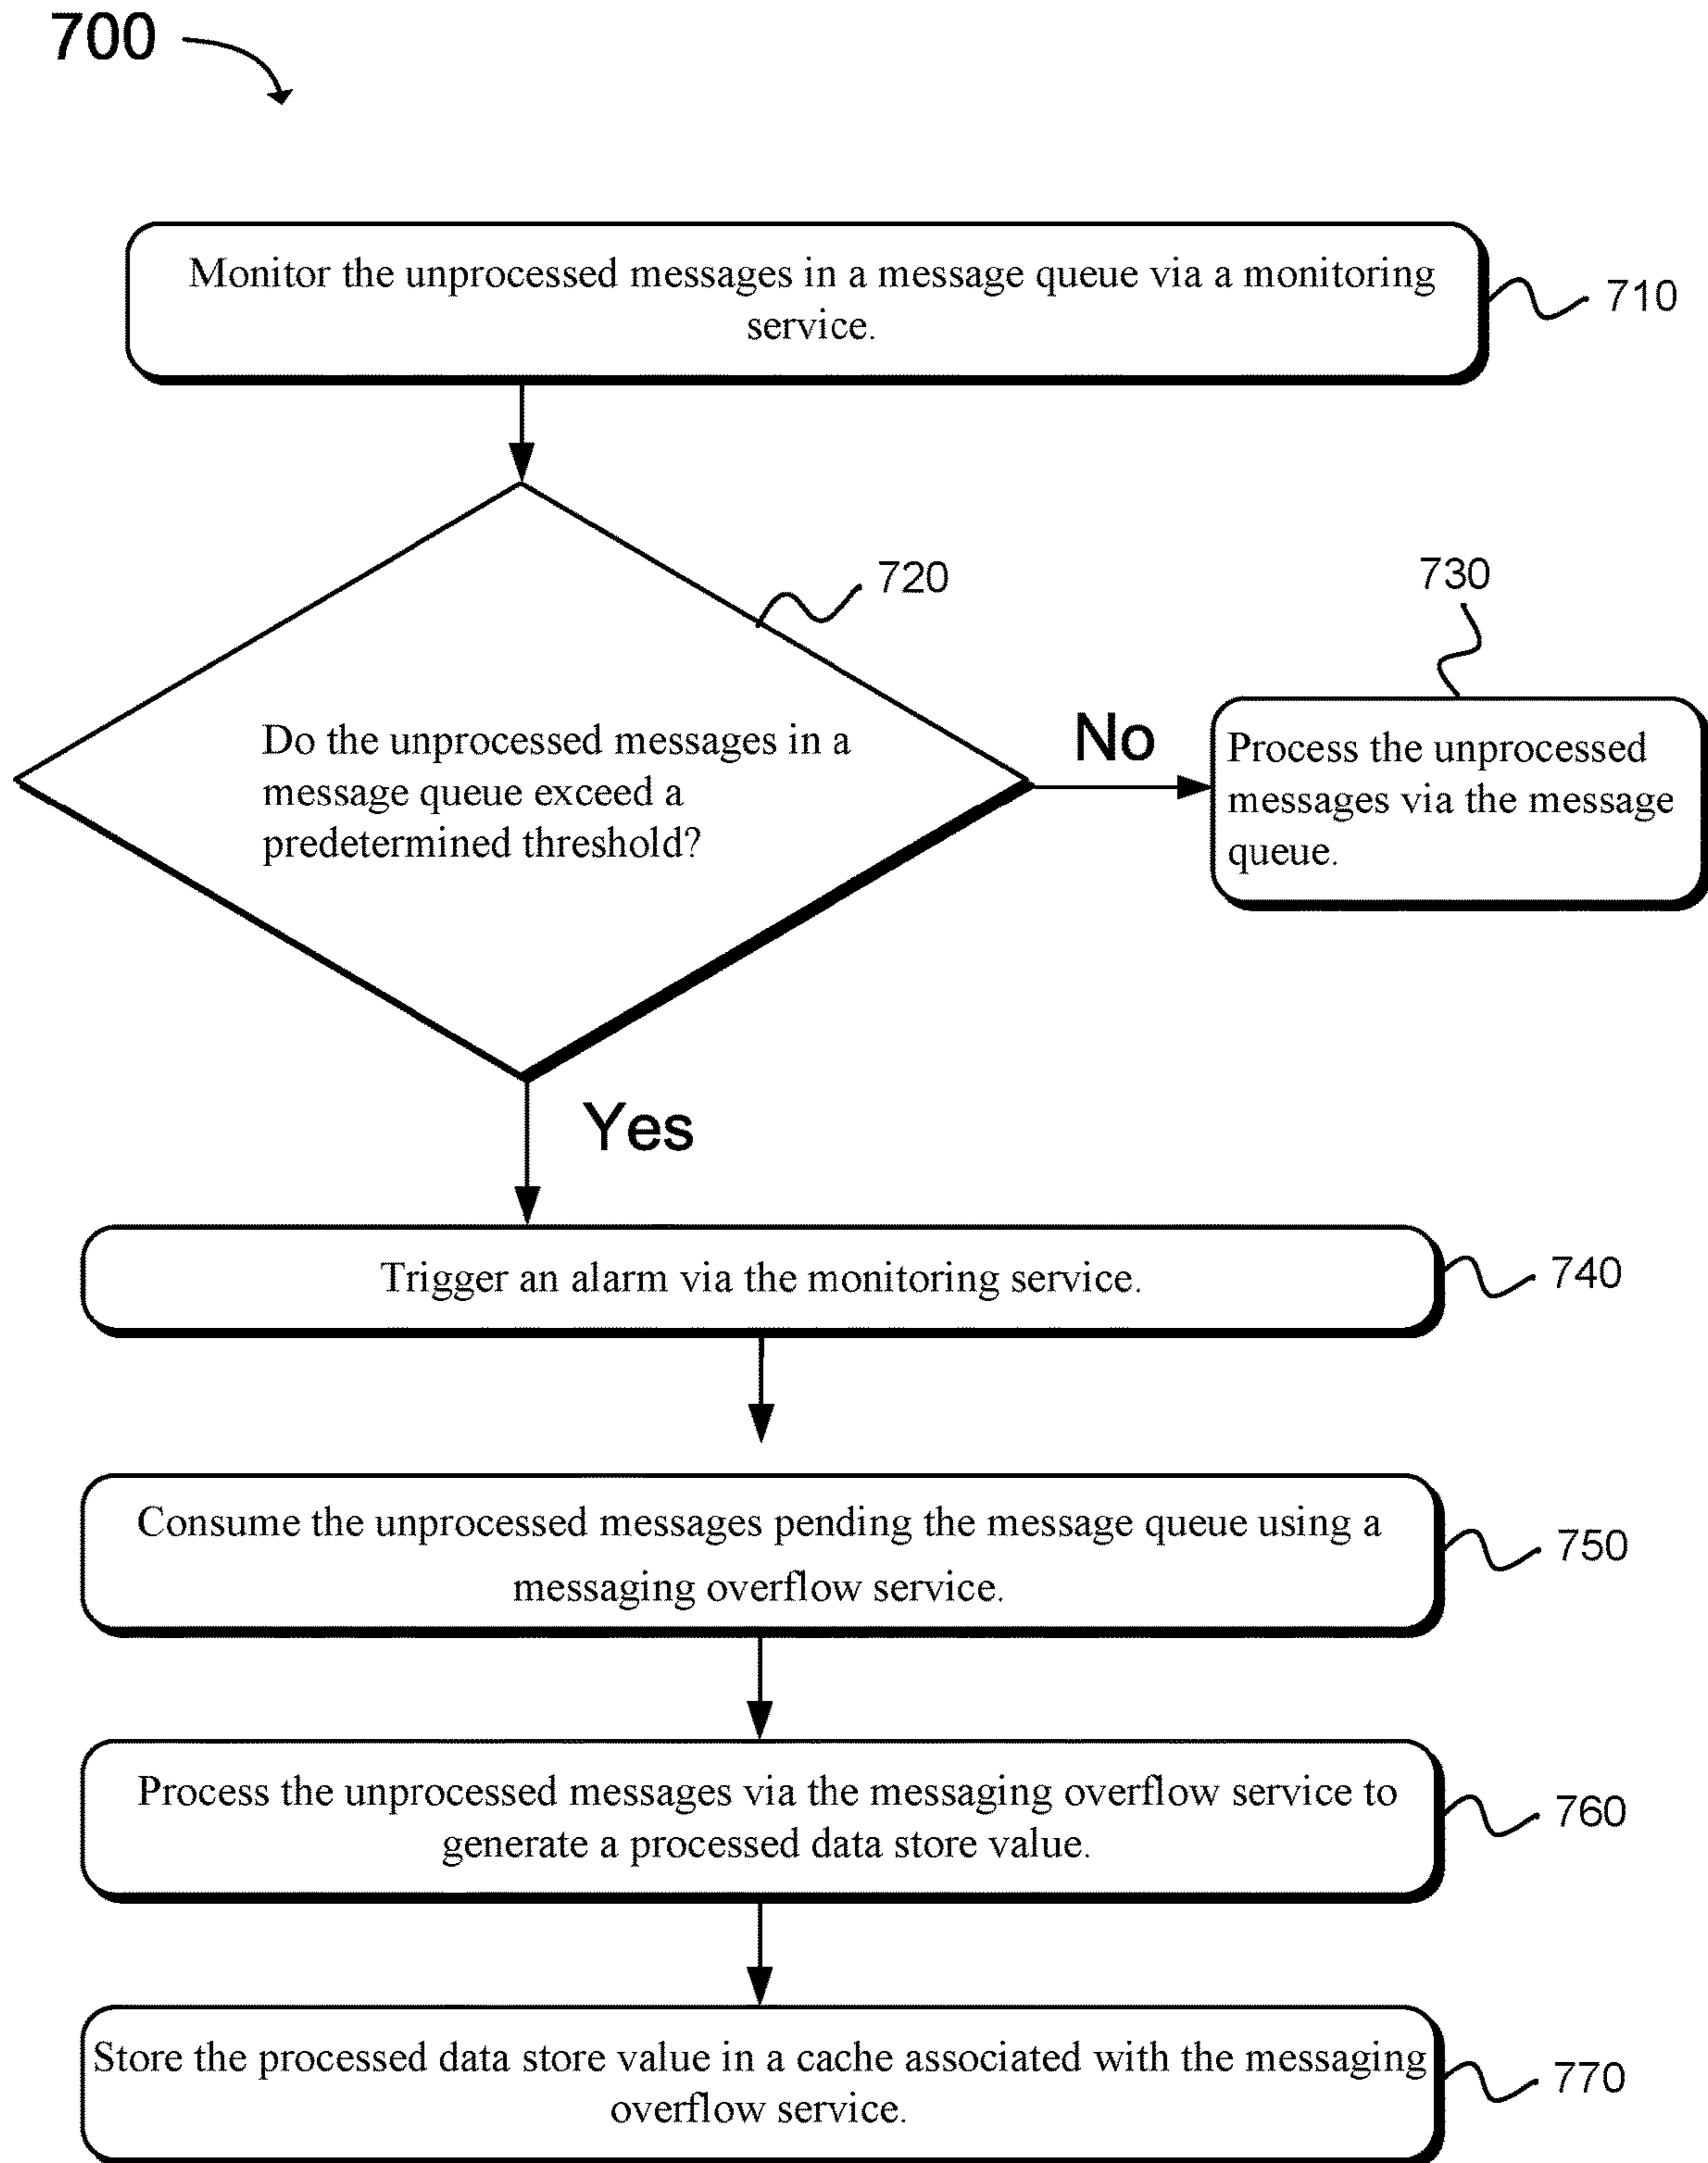 700
Monitor the unprocessed messages in a message queue via a monitoring
service.
710
720
730
Do the unprocessed messages in a
message queue exceed a
predetermined threshold?
No
Process the unprocessed
messages via the message
queue.
Yes
Trigger an alarm via the monitoring service.
740
Consume the unprocessed messages pending the message queue using a
messaging overflow service.
750
Process the unprocessed messages via the messaging overflow service to
generate a processed data store value.
760
Store the processed data store value in a cache associated with the messaging
overflow service.
770